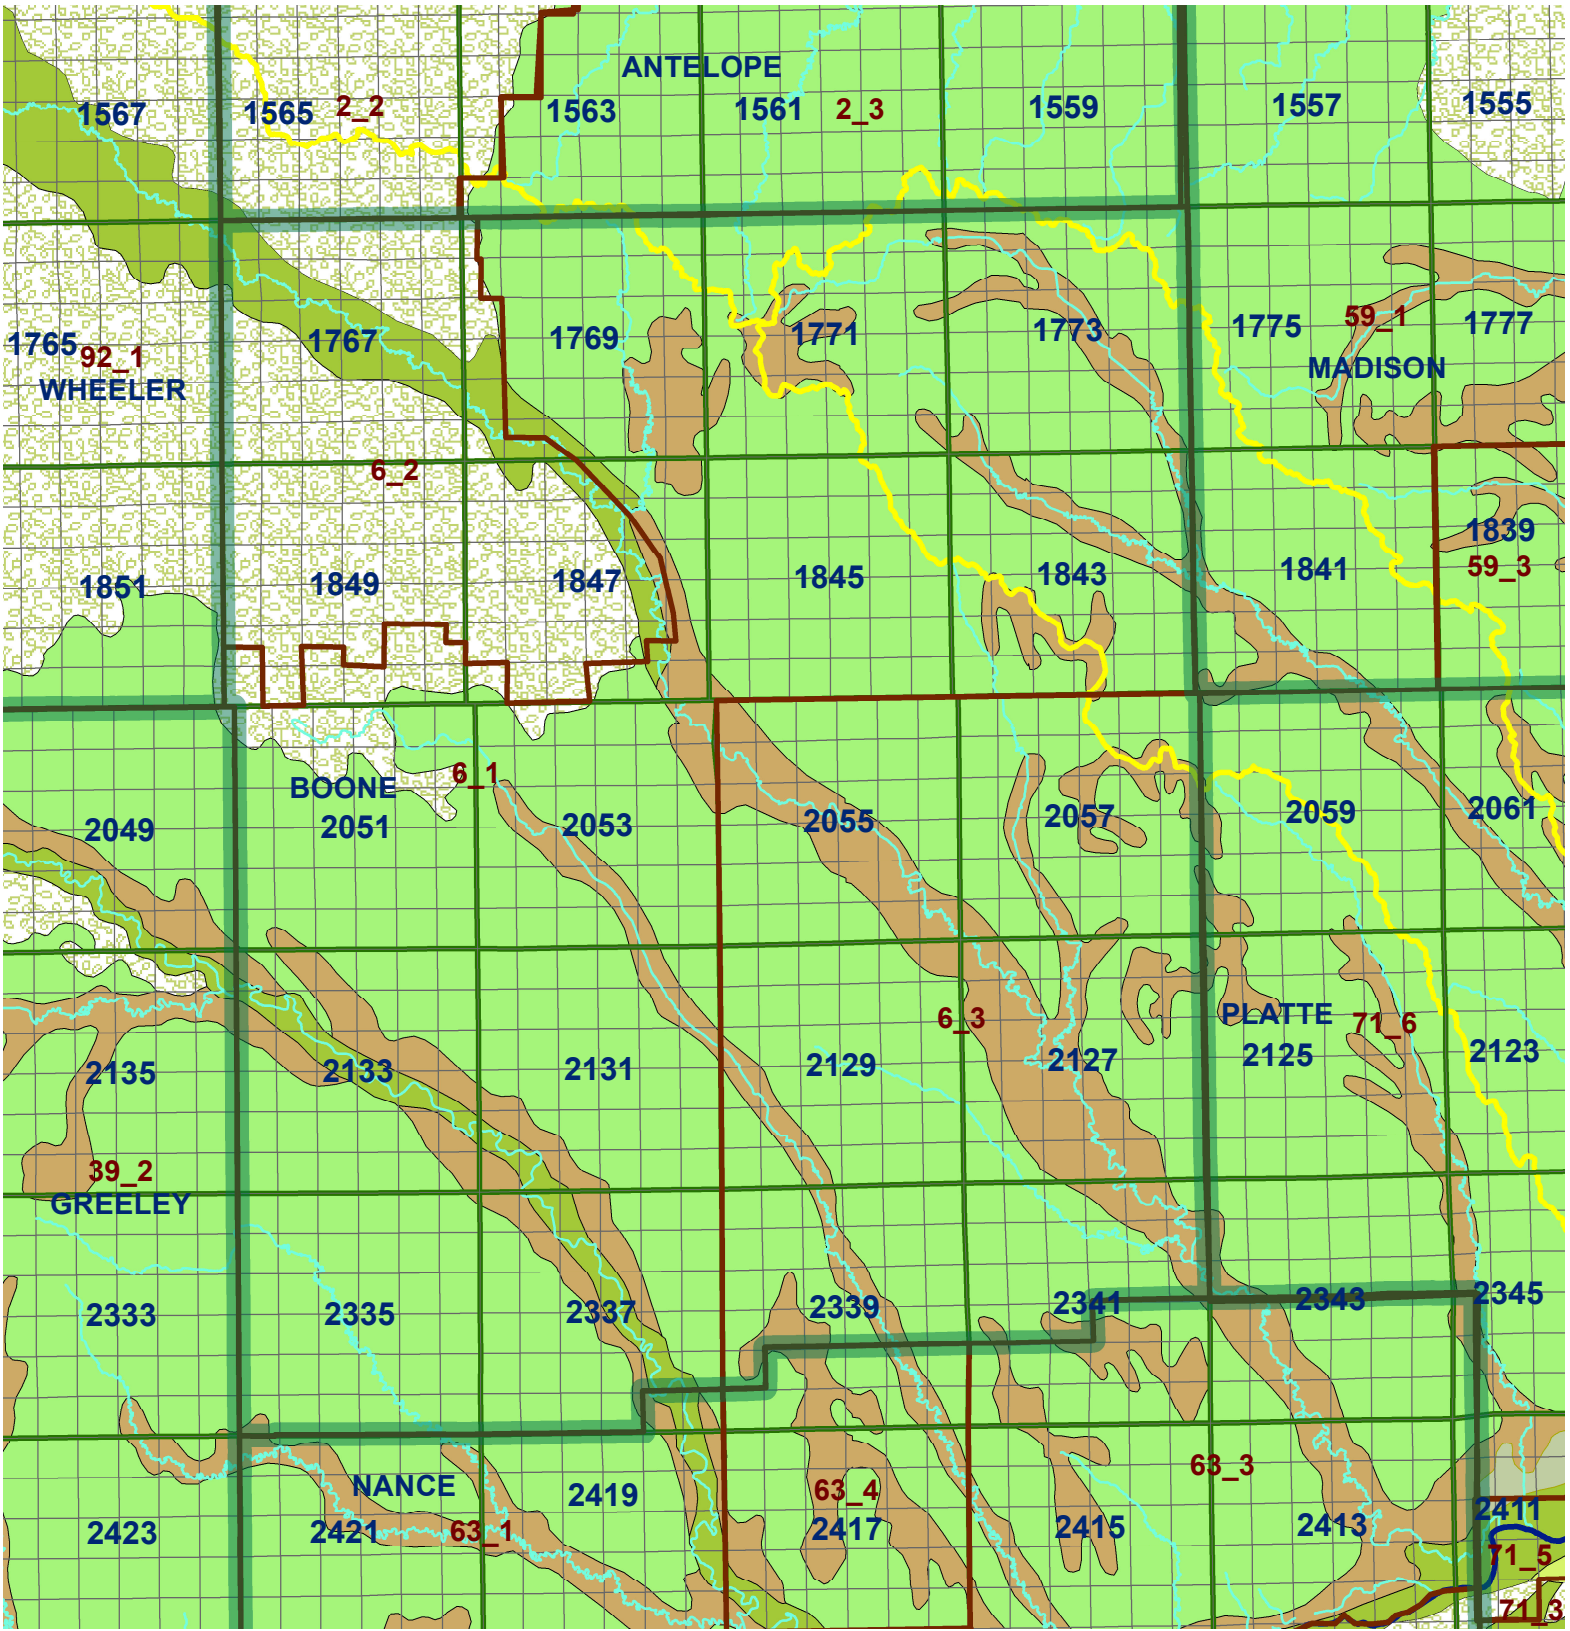 ANTELOPE
1567 1565 2_2 1563 1561 2_3 1559 1557 1555
1765 92_1 1767 1769 1771 1773 1775 59_1 1777
WHEELER MADISON
6_2
1851 1849 1847 1845 1843 1841 1839
59_3
BOONE 6_1
2049 2051 2053 2055 2057 2059 2061
6_3 PLATTE 71_6
2135 2133 2131 2129 2127 2125 2123
39_2
GREELEY
2333 2335 2337 2339 2341 2343 2345
NANCE 2419 63_4 63_3
2423 2421 63_1 2417 2415 2413 2411
71_5
71_3